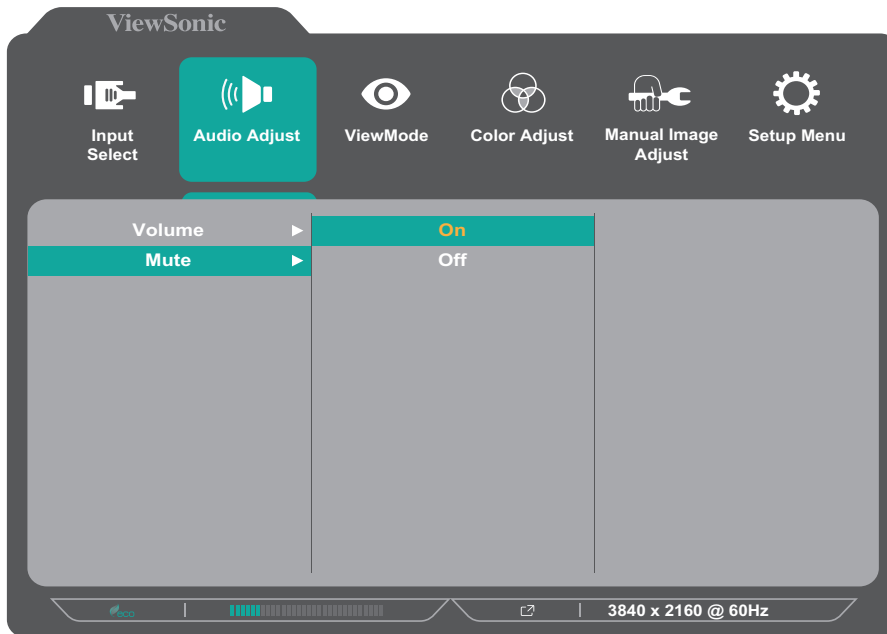 ViewSonic
Input
Select
Audio Adjust
ViewMode
Color Adjust
Manual Image
Adjust
Setup Menu
Volume
On
Mute
Off
eco
3840 x 2160 @ 60Hz